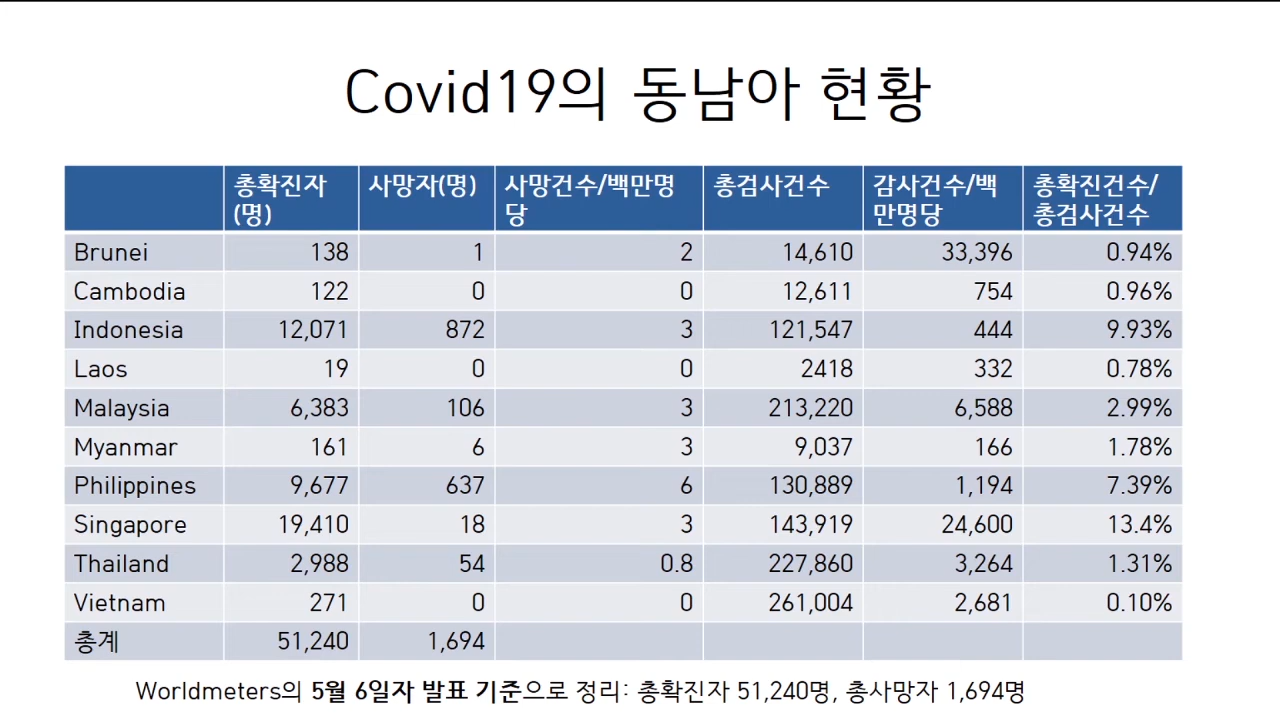 Covid19의 동남아 현황
총확진자 사망자(명) 사망건수/백만명 총검사건수 감사건수/백 총확진건수/
(명) 당 만명당 총검사건수
Brunei 138 1 2 14,610 33,396 0.94%
Cambodia 122 0 0 12,611 754 0.96%
Indonesia 12,071 872 3 121,547 444 9.93%
Laos 19 0 0 2418 332 0.78%
Malaysia 6,383 106 3 213,220 6,588 2.99%
Myanmar 161 6 3 9,037 166 1.78%
Philippines 9,677 637 6 130,889 1,194 7.39%
Singapore 19,410 18 3 143,919 24,600 13.4%
Thailand 2,988 54 0.8 227,860 3,264 1.31%
Vietnam 271 0 0 261,004 2,681 0.10%
총계 51,240 1,694
Worldmeters의 5월 6일자 발표 기준으로 정리: 총확진자 51,240명, 총사망자 1,694명